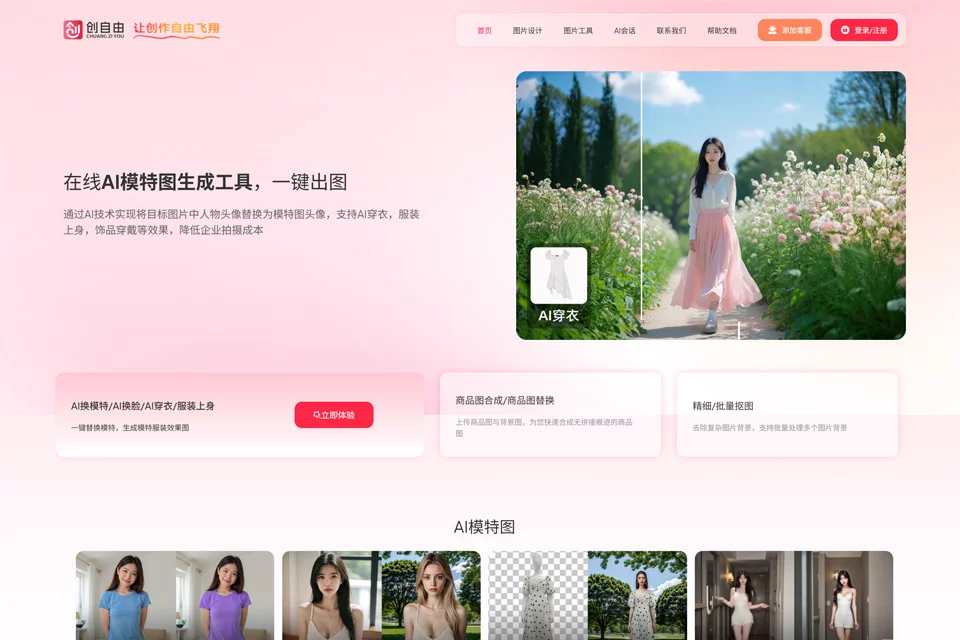 创自由
CHUANG ZI YOU
让创作自由飞翔
首页
图片设计
图片工具
AI会话
联系我们
帮助文档
添加客服
登录/注册
在线AI模特图生成工具，一键出图
通过AI技术实现将目标图片中人物头像替换为模特图头像，支持AI穿衣，服装
上身，饰品穿戴等效果，降低企业拍摄成本
AI穿衣
AI换模特/AI换脸/AI穿衣/服装上身
一键替换模特，生成模特服装效果图
立即体验
商品图合成/商品图替换
上传商品图与背景图，为您快速合成无拼接痕迹的商品
图
精细/批量抠图
去除复杂图片背景，支持批量处理多个图片背景
AI模特图